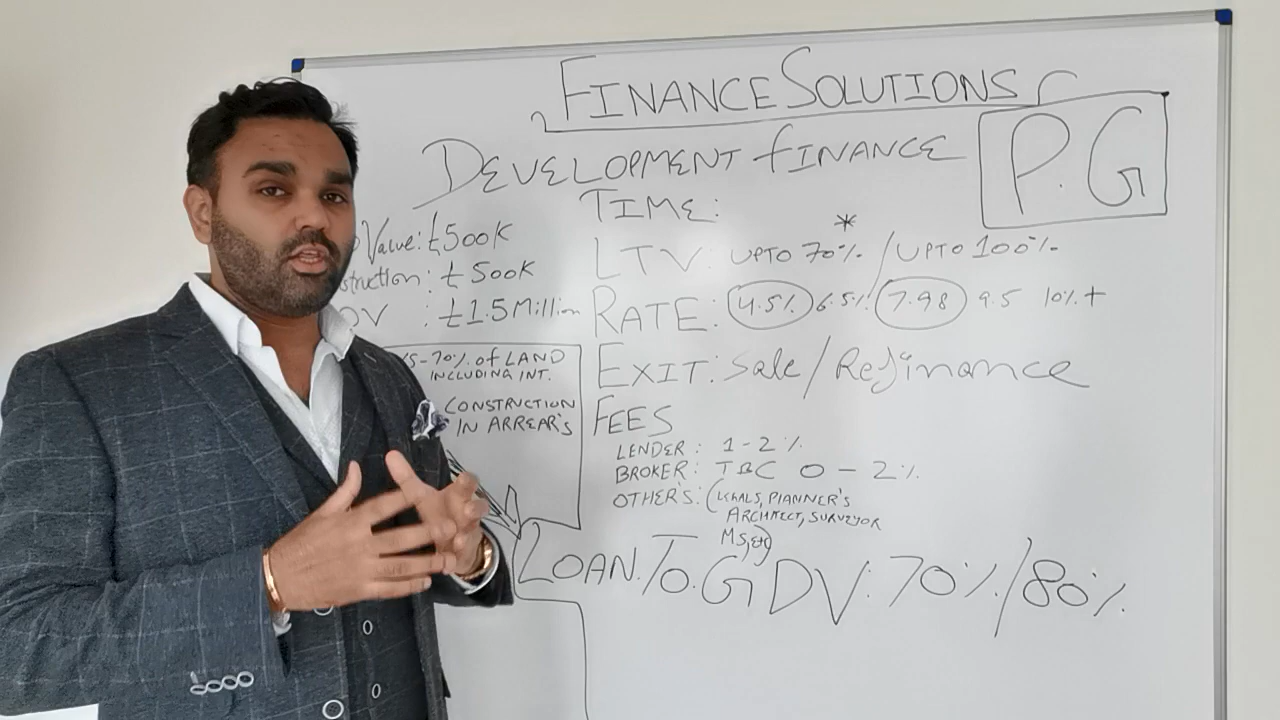 FINANCE SOLUTIONS
DEVELOPMENT FINANCE
P.G
Value: £500K
struction: £500K
DV : £1.5 Million
5-70% of LAND
INCLUDING INT.
CONSTRUCTION
IN ARREAR'S
TIME:
*
LTV: UPTO 70% / UPTO 100%
RATE: 4.5% 6.5% 7.98 9.5 10% +
EXIT: Sale/Refinance
FEES
LENDER: 1-2%
BROKER: TBC 0-2%
OTHER'S: (LEGALS, PLANNER'S
ARCHITECT, SURVEYOR
MS, etc)
LOAN.TO.GDV: 70%/80%